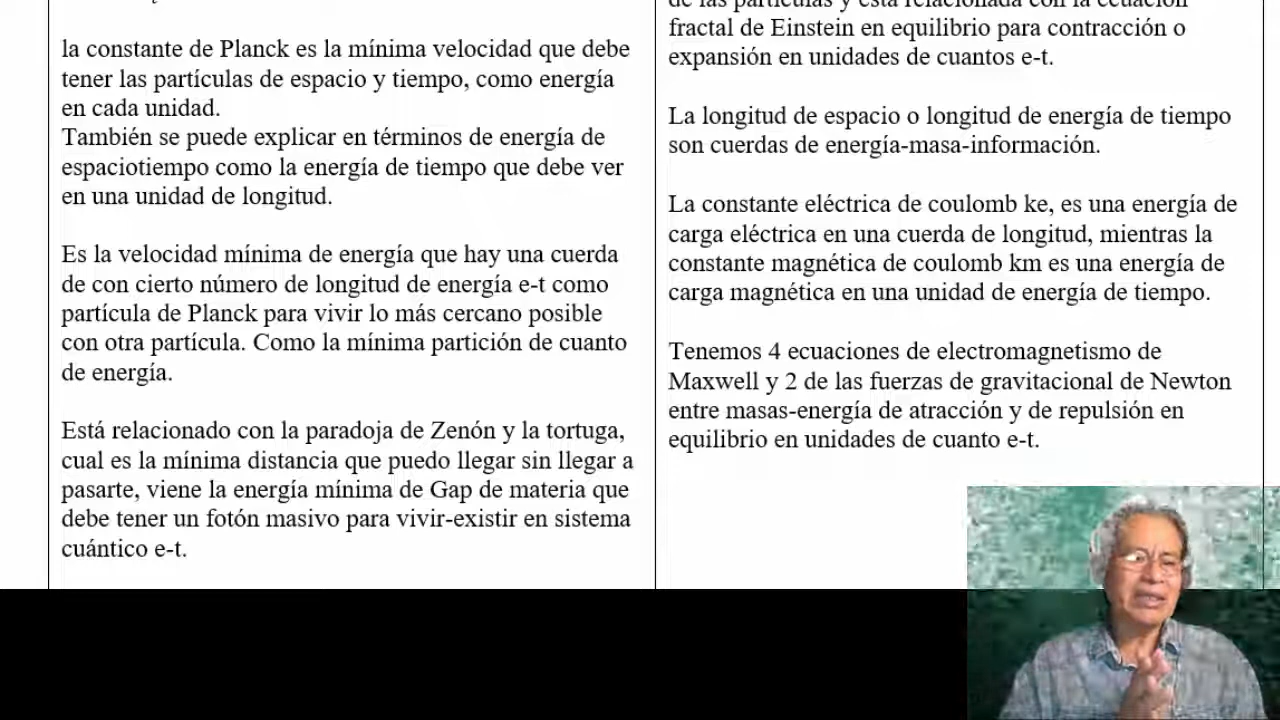 la constante de Planck es la mínima velocidad que debe
tener las partículas de espacio y tiempo, como energía
en cada unidad.
También se puede explicar en términos de energía de
espaciotiempo como la energía de tiempo que debe ver
en una unidad de longitud.
Es la velocidad mínima de energía que hay una cuerda
de con cierto número de longitud de energía e-t como
partícula de Planck para vivir lo más cercano posible
con otra partícula. Como la mínima partición de cuanto
de energía.
Está relacionado con la paradoja de Zenón y la tortuga,
cual es la mínima distancia que puedo llegar sin llegar a
pasarte, viene la energía mínima de Gap de materia que
debe tener un fotón masivo para vivir-existir en sistema
cuántico e-t.
de las partículas y está relacionada con la ecuación
fractal de Einstein en equilibrio para contracción o
expansión en unidades de cuantos e-t.
La longitud de espacio o longitud de energía de tiempo
son cuerdas de energía-masa-información.
La constante eléctrica de coulomb ke, es una energía de
carga eléctrica en una cuerda de longitud, mientras la
constante magnética de coulomb km es una energía de
carga magnética en una unidad de energía de tiempo.
Tenemos 4 ecuaciones de electromagnetismo de
Maxwell y 2 de las fuerzas de gravitacional de Newton
entre masas-energía de atracción y de repulsión en
equilibrio en unidades de cuanto e-t.